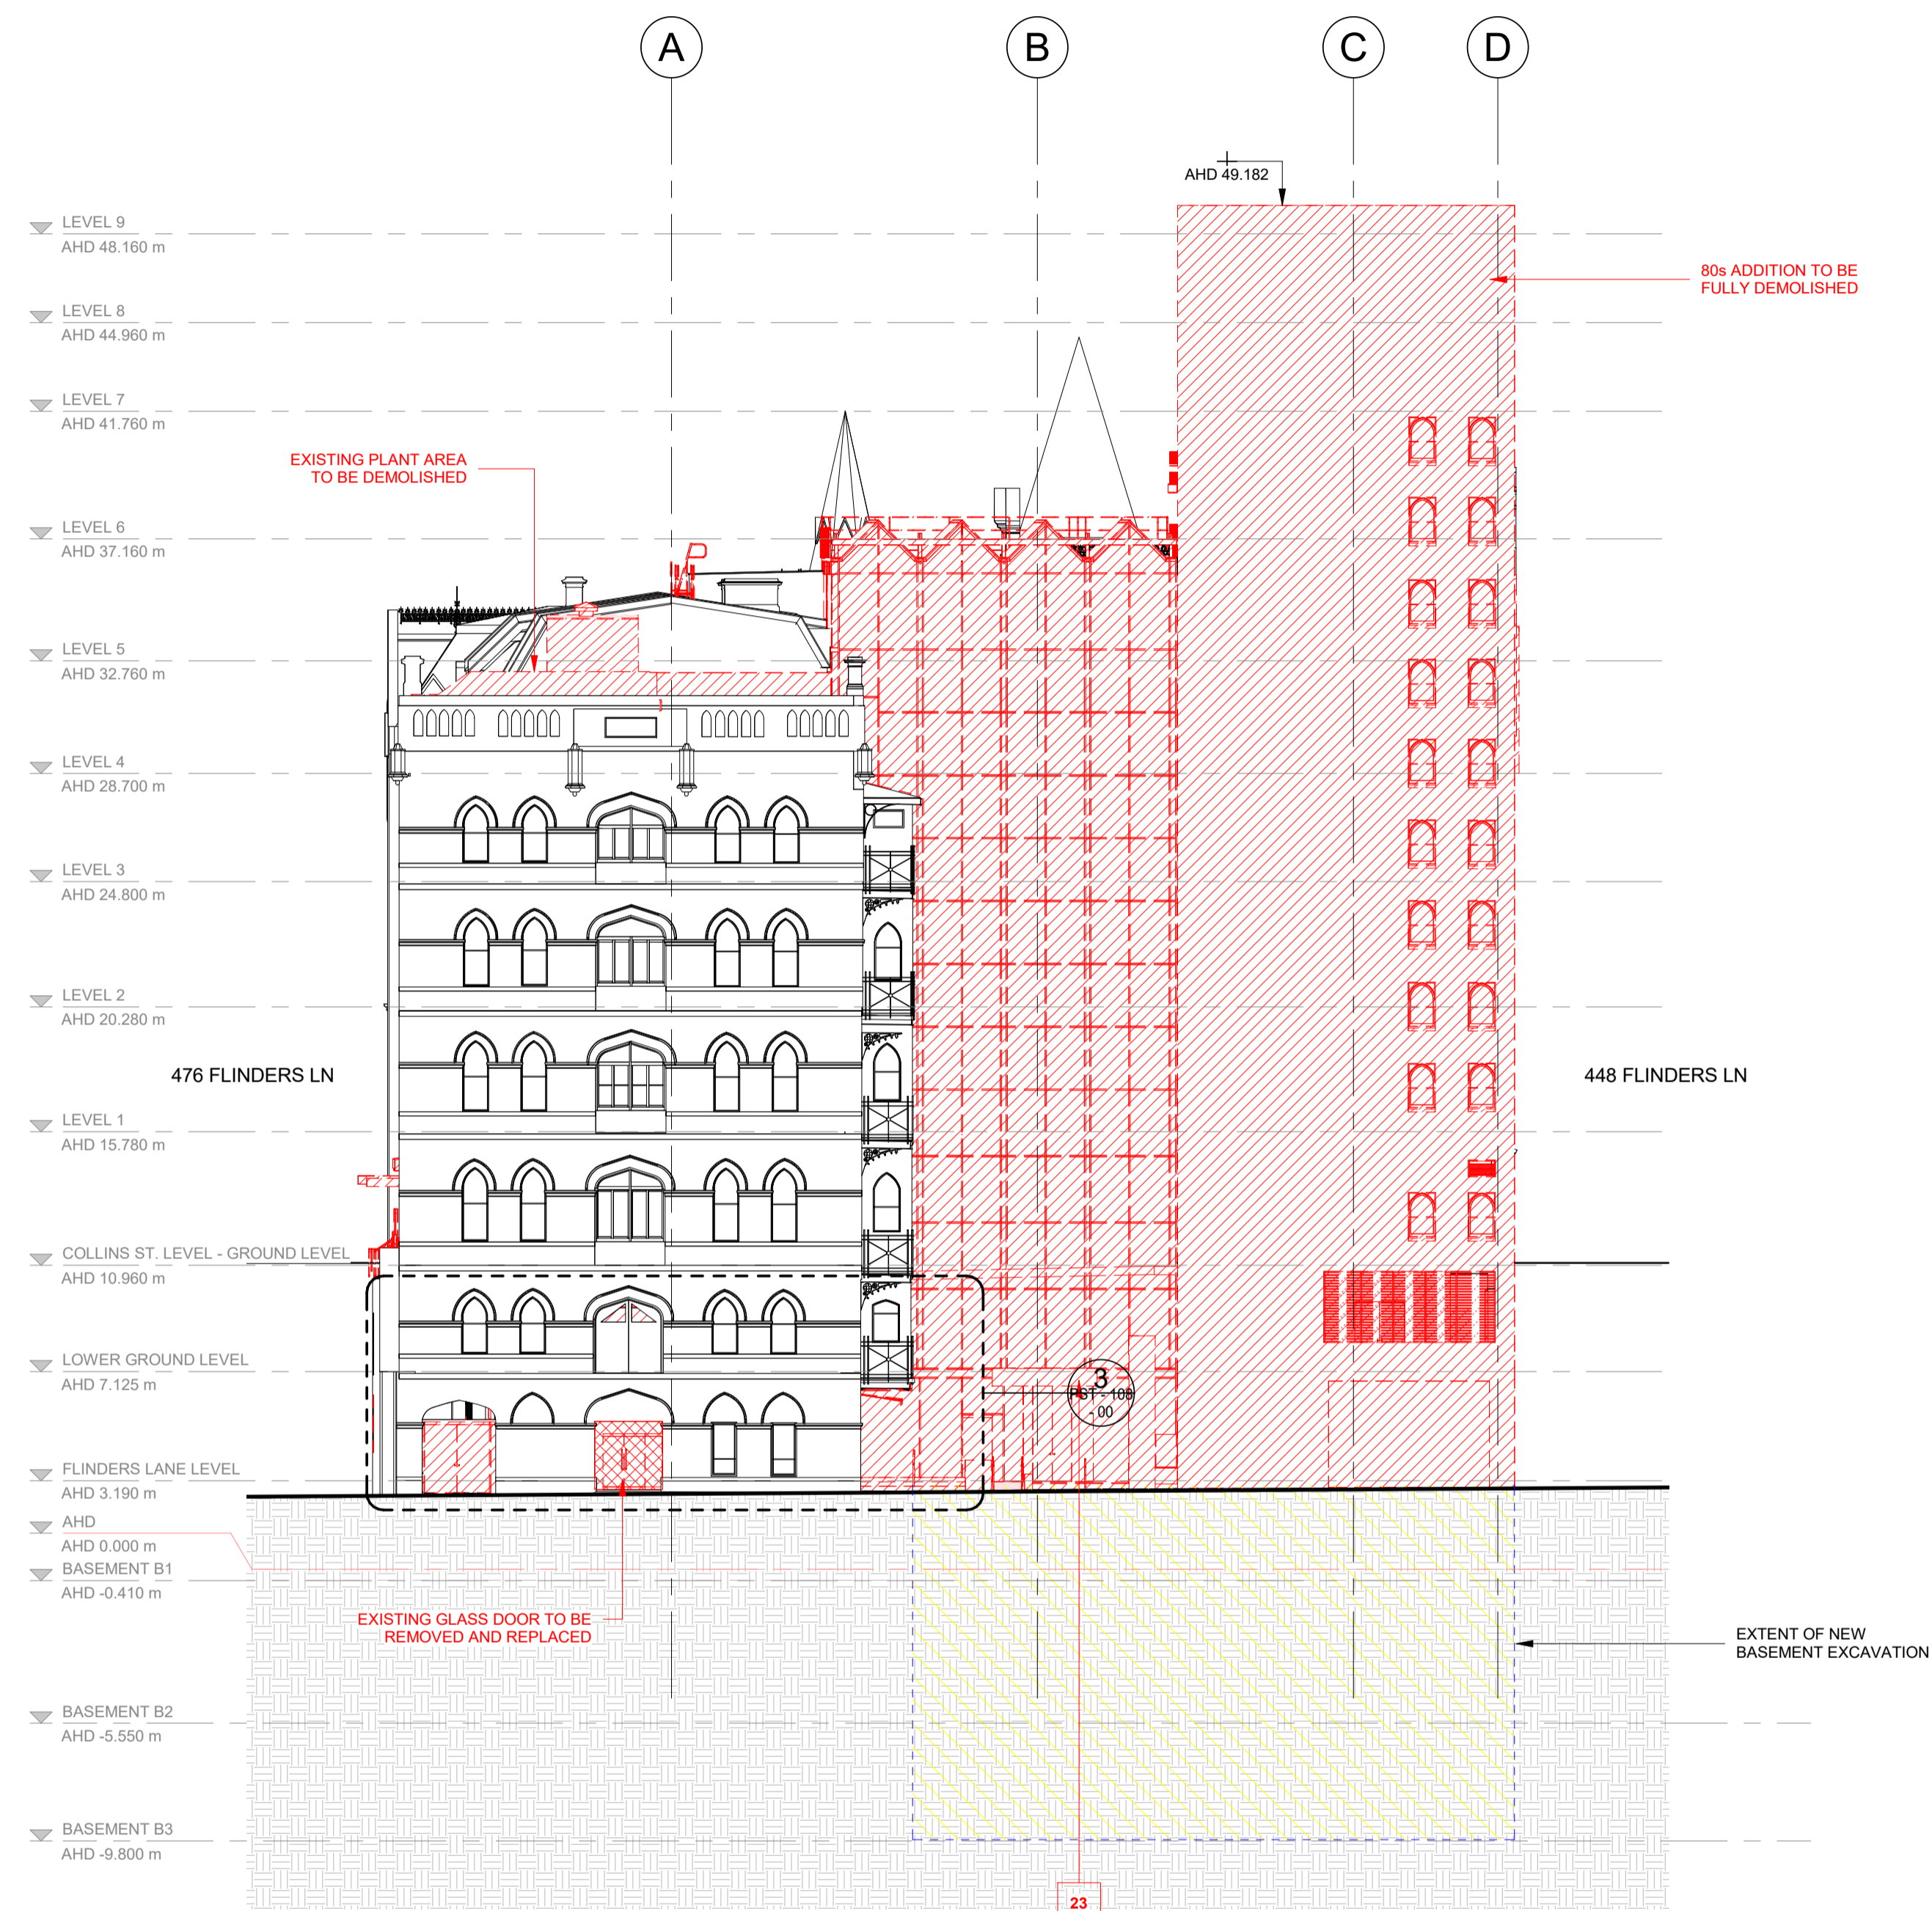 A
B
C
D
AHD 49.182
LEVEL 9
AHD 48.160 m
80s ADDITION TO BE
FULLY DEMOLISHED
LEVEL 8
AHD 44.960 m
LEVEL 7
AHD 41.760 m
EXISTING PLANT AREA
TO BE DEMOLISHED
LEVEL 6
AHD 37.160 m
LEVEL 5
AHD 32.760 m
LEVEL 4
AHD 28.700 m
LEVEL 3
AHD 24.800 m
LEVEL 2
AHD 20.280 m
476 FLINDERS LN
448 FLINDERS LN
LEVEL 1
AHD 15.780 m
COLLINS ST. LEVEL - GROUND LEVEL
AHD 10.960 m
LOWER GROUND LEVEL
AHD 7.125 m
3
PST - 108
- 00
FLINDERS LANE LEVEL
AHD 3.190 m
AHD
AHD 0.000 m
BASEMENT B1
AHD -0.410 m
EXISTING GLASS DOOR TO BE
REMOVED AND REPLACED
EXTENT OF NEW
BASEMENT EXCAVATION
BASEMENT B2
AHD -5.550 m
BASEMENT B3
AHD -9.800 m
23